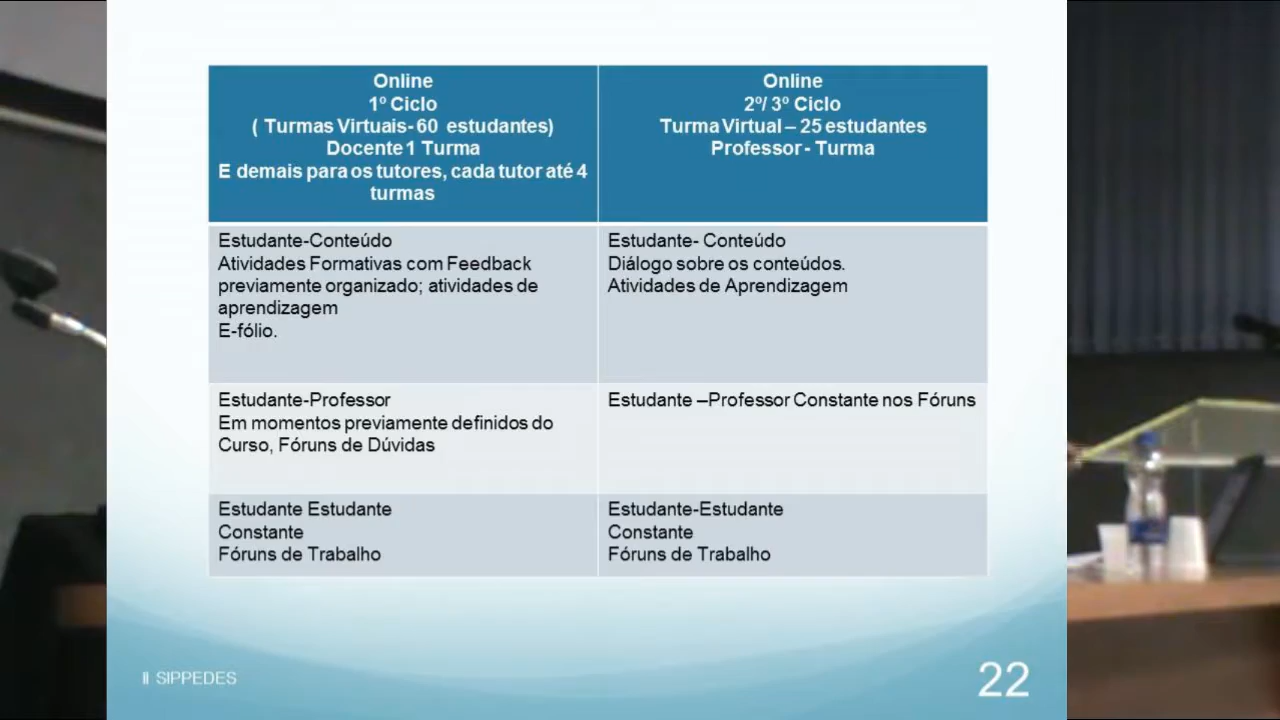 Online
1º Ciclo
( Turmas Virtuais- 60 estudantes)
Docente 1 Turma
E demais para os tutores, cada tutor até 4
turmas
Online
2º/ 3º Ciclo
Turma Virtual – 25 estudantes
Professor - Turma
Estudante-Conteúdo
Atividades Formativas com Feedback
previamente organizado; atividades de
aprendizagem
E-fólio.
Estudante- Conteúdo
Diálogo sobre os conteúdos.
Atividades de Aprendizagem
Estudante-Professor
Em momentos previamente definidos do
Curso, Fóruns de Dúvidas
Estudante –Professor Constante nos Fóruns
Estudante Estudante
Constante
Fóruns de Trabalho
Estudante-Estudante
Constante
Fóruns de Trabalho
II SIPPEDES
22